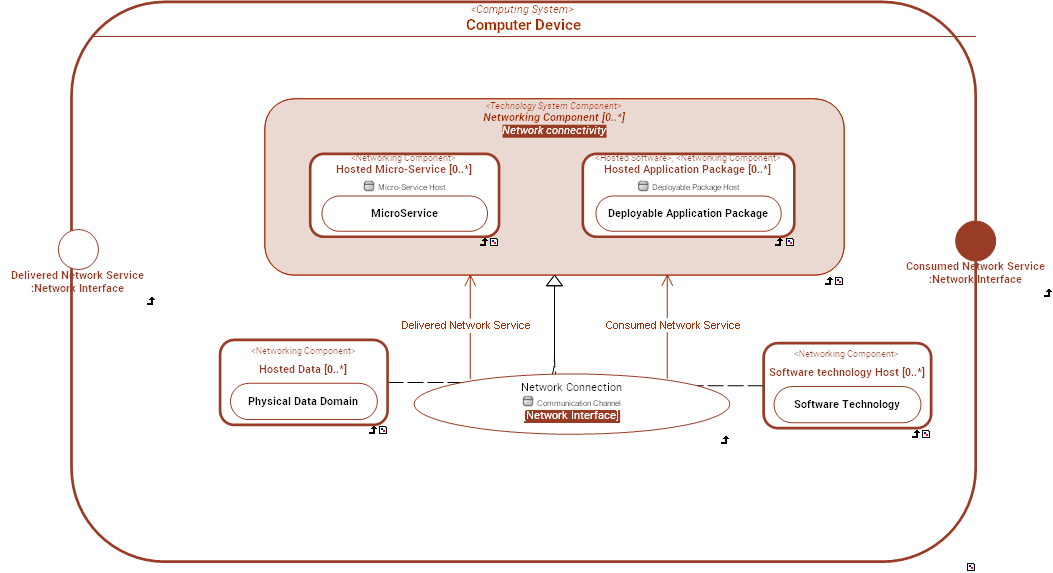 <Computing System>
Computer Device
<Technology System Component>
Networking Component [0..*]
Network connectivity
<Networking Component>
Hosted Micro-Service [0..*]
Micro-Service Host
MicroService
<Hosted Software>, <Networking Component>
Hosted Application Package [0..*]
Deployable Package Host
Deployable Application Package
Delivered Network Service
:Network Interface
Consumed Network Service
:Network Interface
Delivered Network Service
Consumed Network Service
<Networking Component>
Hosted Data [0..*]
Physical Data Domain
Network Connection
Communication Channel
[Network Interface]
<Networking Component>
Software technology Host [0..*]
Software Technology